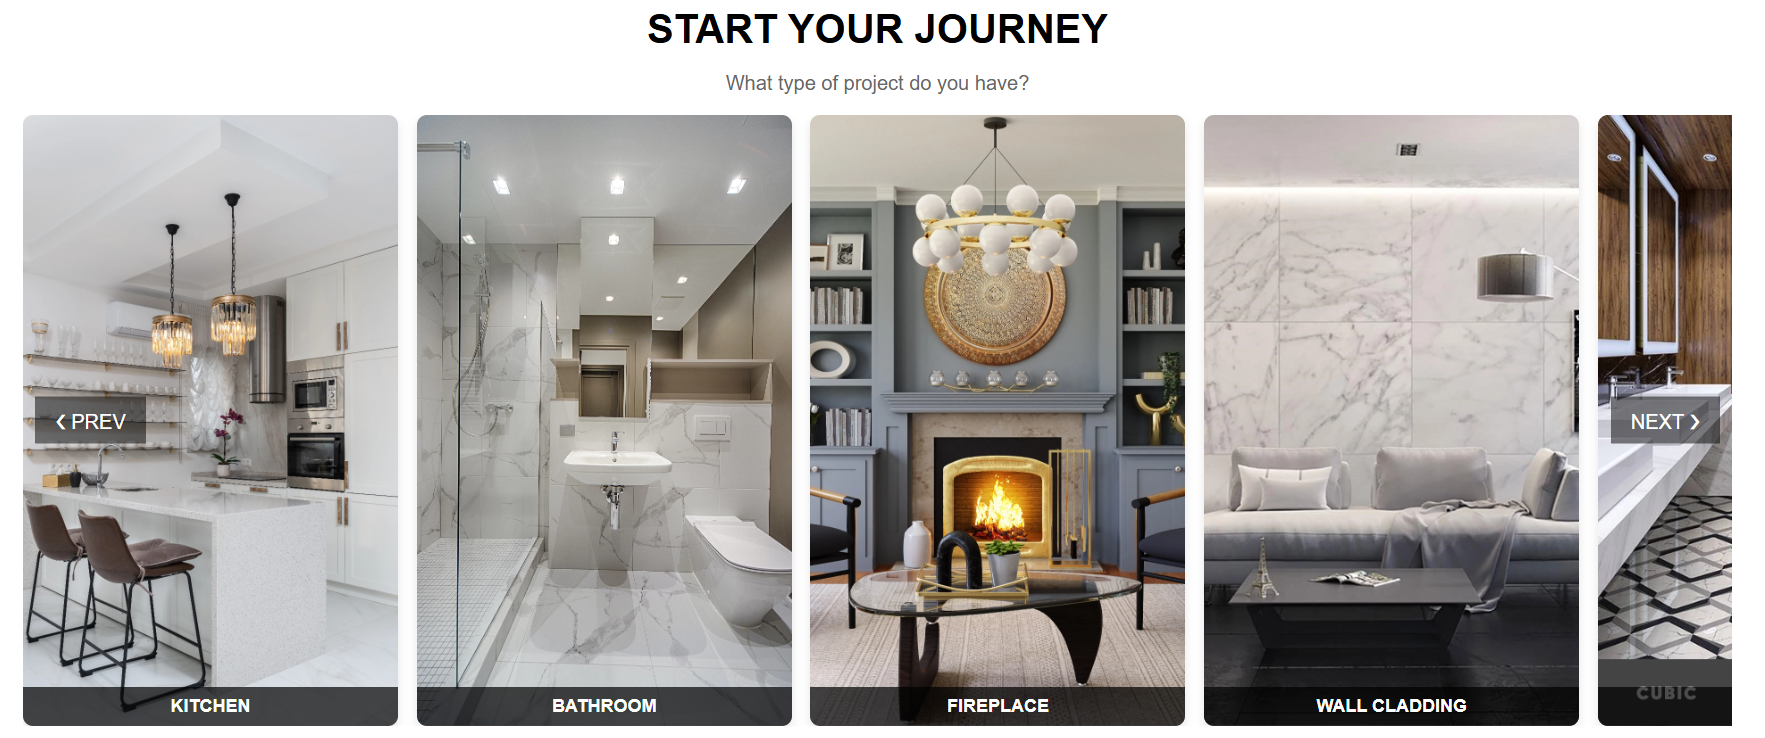 START YOUR JOURNEY
What type of project do you have?
❮ PREV
NEXT ❯
KITCHEN
BATHROOM
FIREPLACE
WALL CLADDING
CUBIC